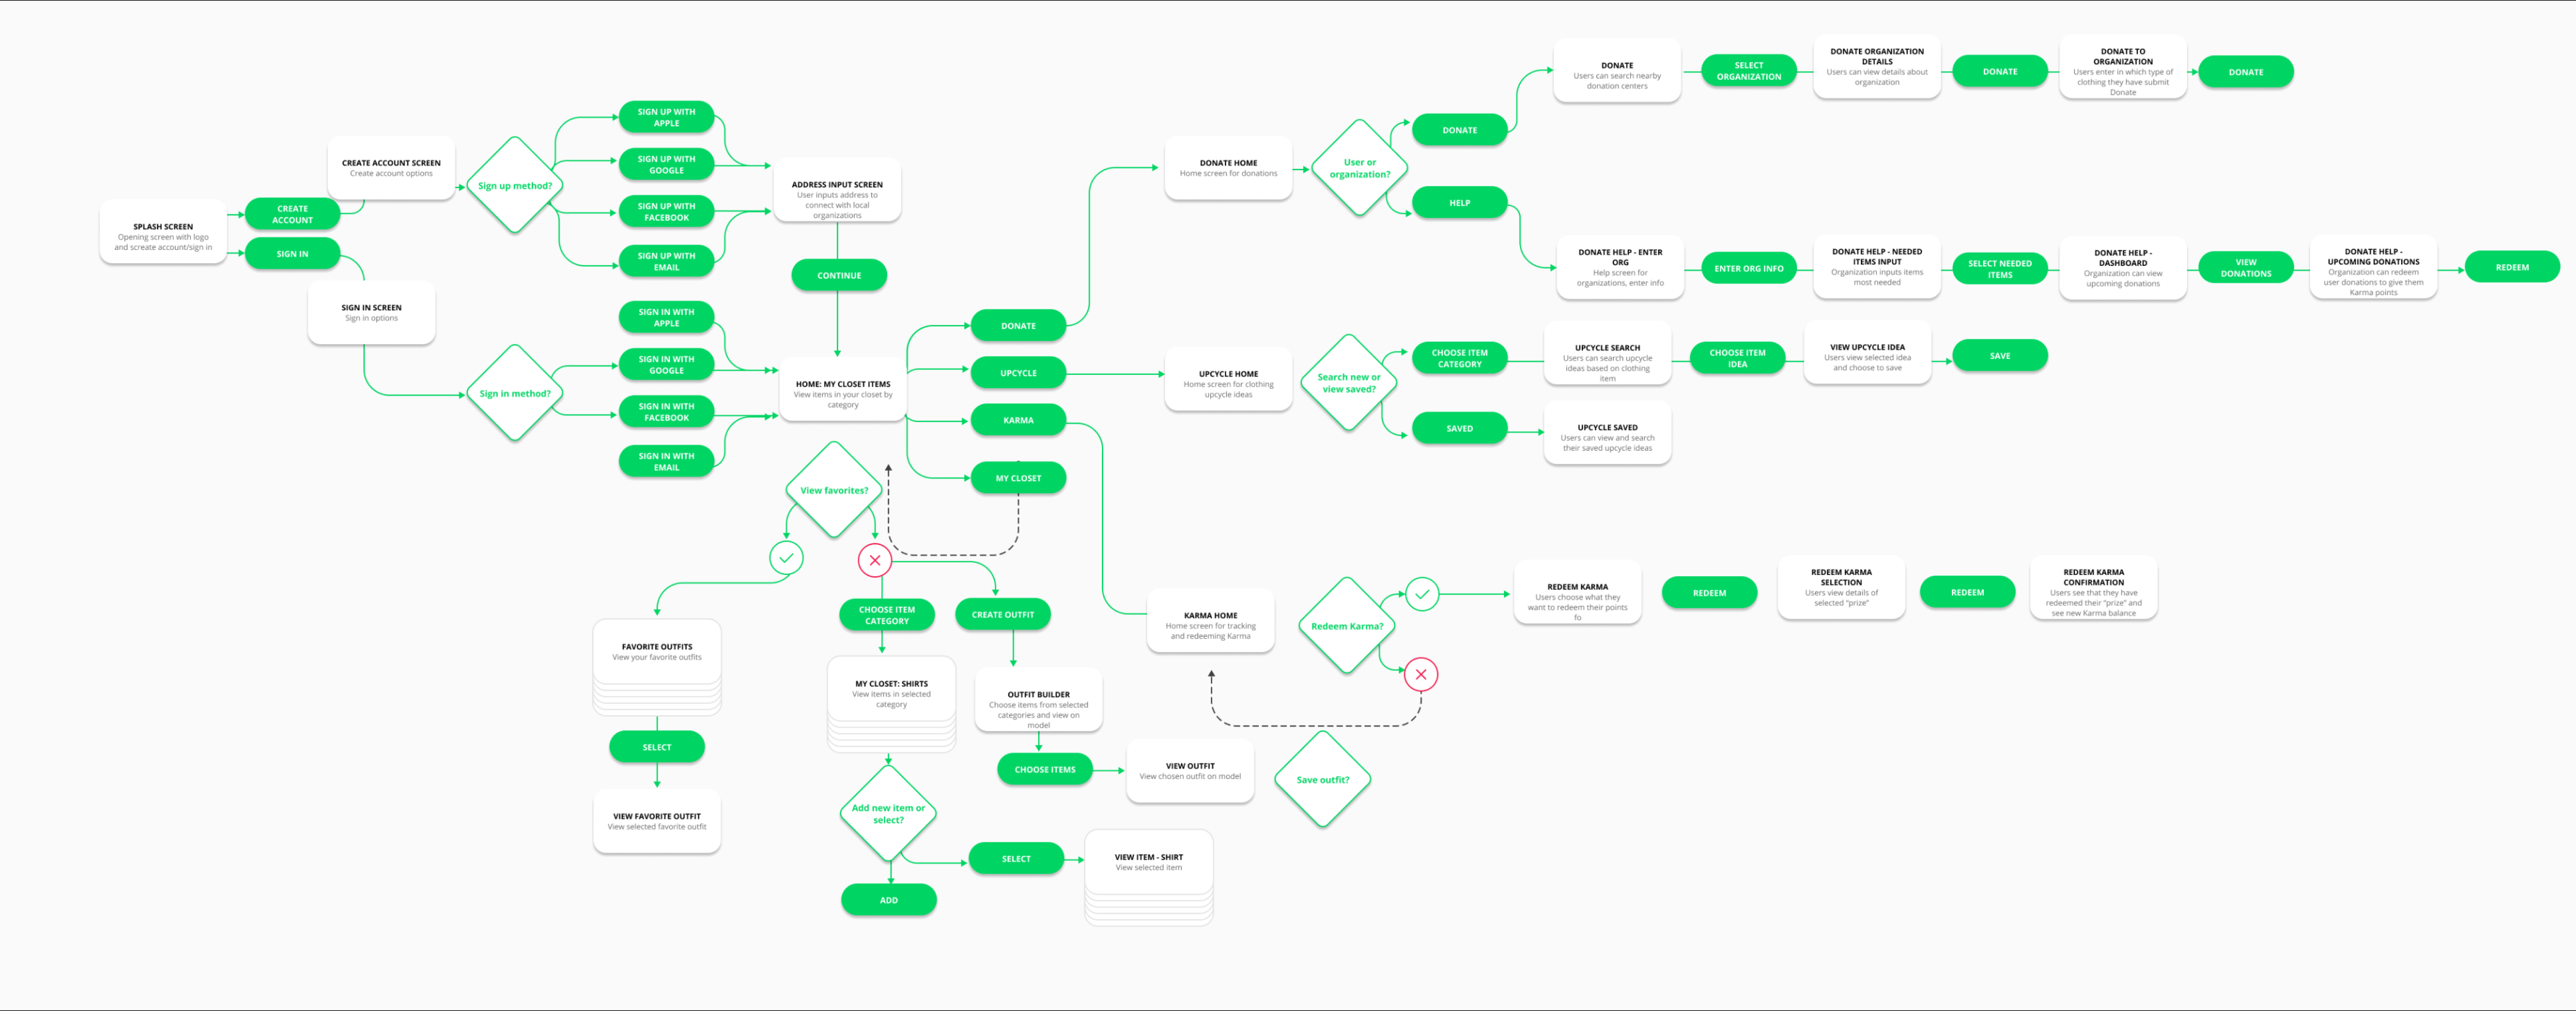 SPLASH SCREEN
Opening screen with logo
and screate account/sign in
CREATE
ACCOUNT
SIGN IN
CREATE ACCOUNT SCREEN
Create account options
SIGN IN SCREEN
Sign in options
Sign up method?
SIGN UP WITH
APPLE
SIGN UP WITH
GOOGLE
SIGN UP WITH
FACEBOOK
SIGN UP WITH
EMAIL
ADDRESS INPUT SCREEN
User inputs address to
connect with local
organizations
CONTINUE
Sign in method?
SIGN IN WITH
APPLE
SIGN IN WITH
GOOGLE
SIGN IN WITH
FACEBOOK
SIGN IN WITH
EMAIL
HOME: MY CLOSET ITEMS
View items in your closet by
category
DONATE
UPCYCLE
KARMA
MY CLOSET
DONATE HOME
Home screen for donations
User or
organization?
DONATE
HELP
DONATE
Users can search nearby
donation centers
SELECT
ORGANIZATION
DONATE ORGANIZATION
DETAILS
Users can view details about
organization
DONATE
DONATE TO
ORGANIZATION
Users enter in which type of
clothing they have submit
Donate
DONATE
DONATE HELP - ENTER
ORG
Help screen for
organizations, enter info
ENTER ORG INFO
DONATE HELP - NEEDED
ITEMS INPUT
Organization inputs items
most needed
SELECT NEEDED
ITEMS
DONATE HELP -
DASHBOARD
Organization can view
upcoming donations
VIEW
DONATIONS
DONATE HELP -
UPCOMING DONATIONS
Organization can redeem
user donations to give them
Karma points
REDEEM
UPCYCLE HOME
Home screen for clothing
upcycle ideas
Search new or
view saved?
CHOOSE ITEM
CATEGORY
UPCYCLE SEARCH
Users can search upcycle
ideas based on clothing
item
CHOOSE ITEM
IDEA
VIEW UPCYCLE IDEA
Users view selected idea
and choose to save
SAVE
SAVED
UPCYCLE SAVED
Users can view and search
their saved upcycle ideas
View favorites?
CHOOSE ITEM
CATEGORY
CREATE OUTFIT
FAVORITE OUTFITS
View your favorite outfits
SELECT
VIEW FAVORITE OUTFIT
View selected favorite outfit
MY CLOSET: SHIRTS
View items in selected
category
Add new item or
select?
ADD
SELECT
VIEW ITEM - SHIRT
View selected item
OUTFIT BUILDER
Choose items from selected
categories and view on
model
CHOOSE ITEMS
VIEW OUTFIT
View chosen outfit on model
Save outfit?
KARMA HOME
Home screen for tracking
and redeeming Karma
Redeem Karma?
REDEEM KARMA
Users choose what they
want to redeem their points
fo
REDEEM
REDEEM KARMA
SELECTION
Users view details of
selected "prize"
REDEEM
REDEEM KARMA
CONFIRMATION
Users see that they have
redeemed their "prize" and
see new Karma balance